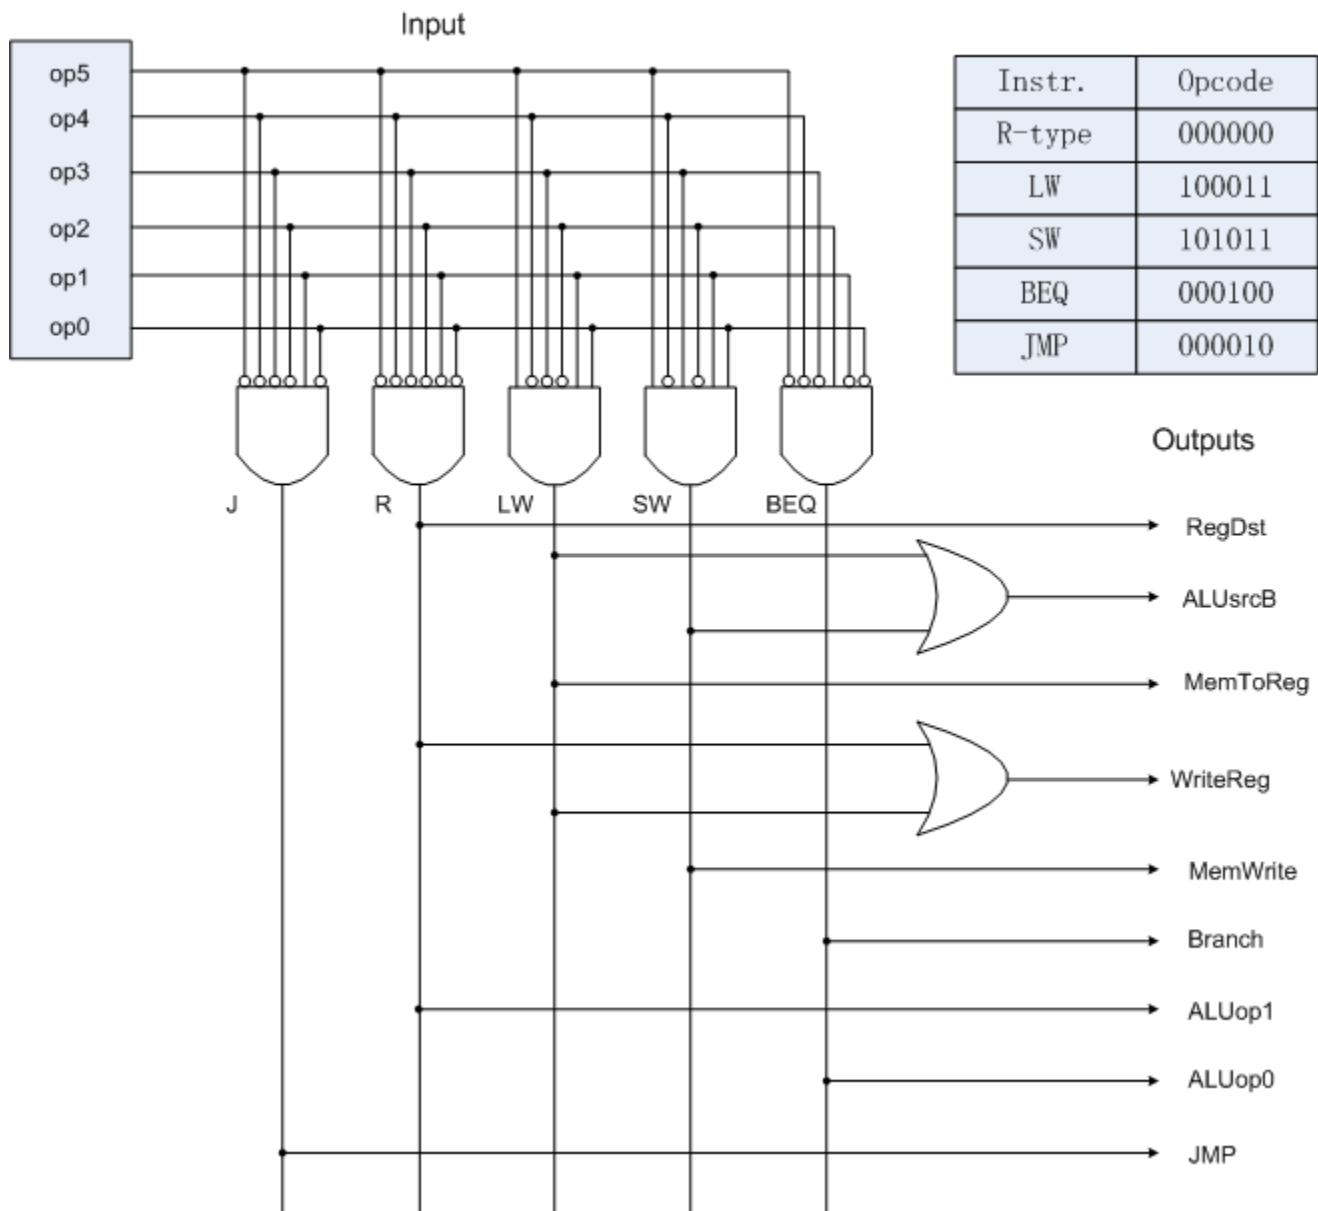 Input
op5
op4
op3
op2
op1
op0
Instr. Opcode
R-type 000000
LW 100011
SW 101011
BEQ 000100
JMP 000010
Outputs
J R LW SW BEQ
RegDst
ALUsrcB
MemToReg
WriteReg
MemWrite
Branch
ALUop1
ALUop0
JMP